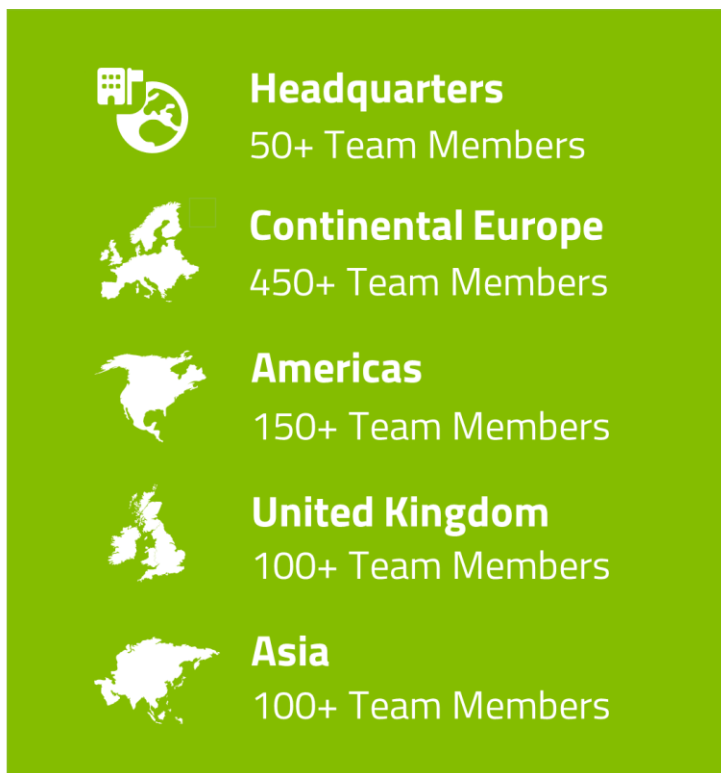 Headquarters
50+ Team Members
Continental Europe
450+ Team Members
Americas
150+ Team Members
United Kingdom
100+ Team Members
Asia
100+ Team Members